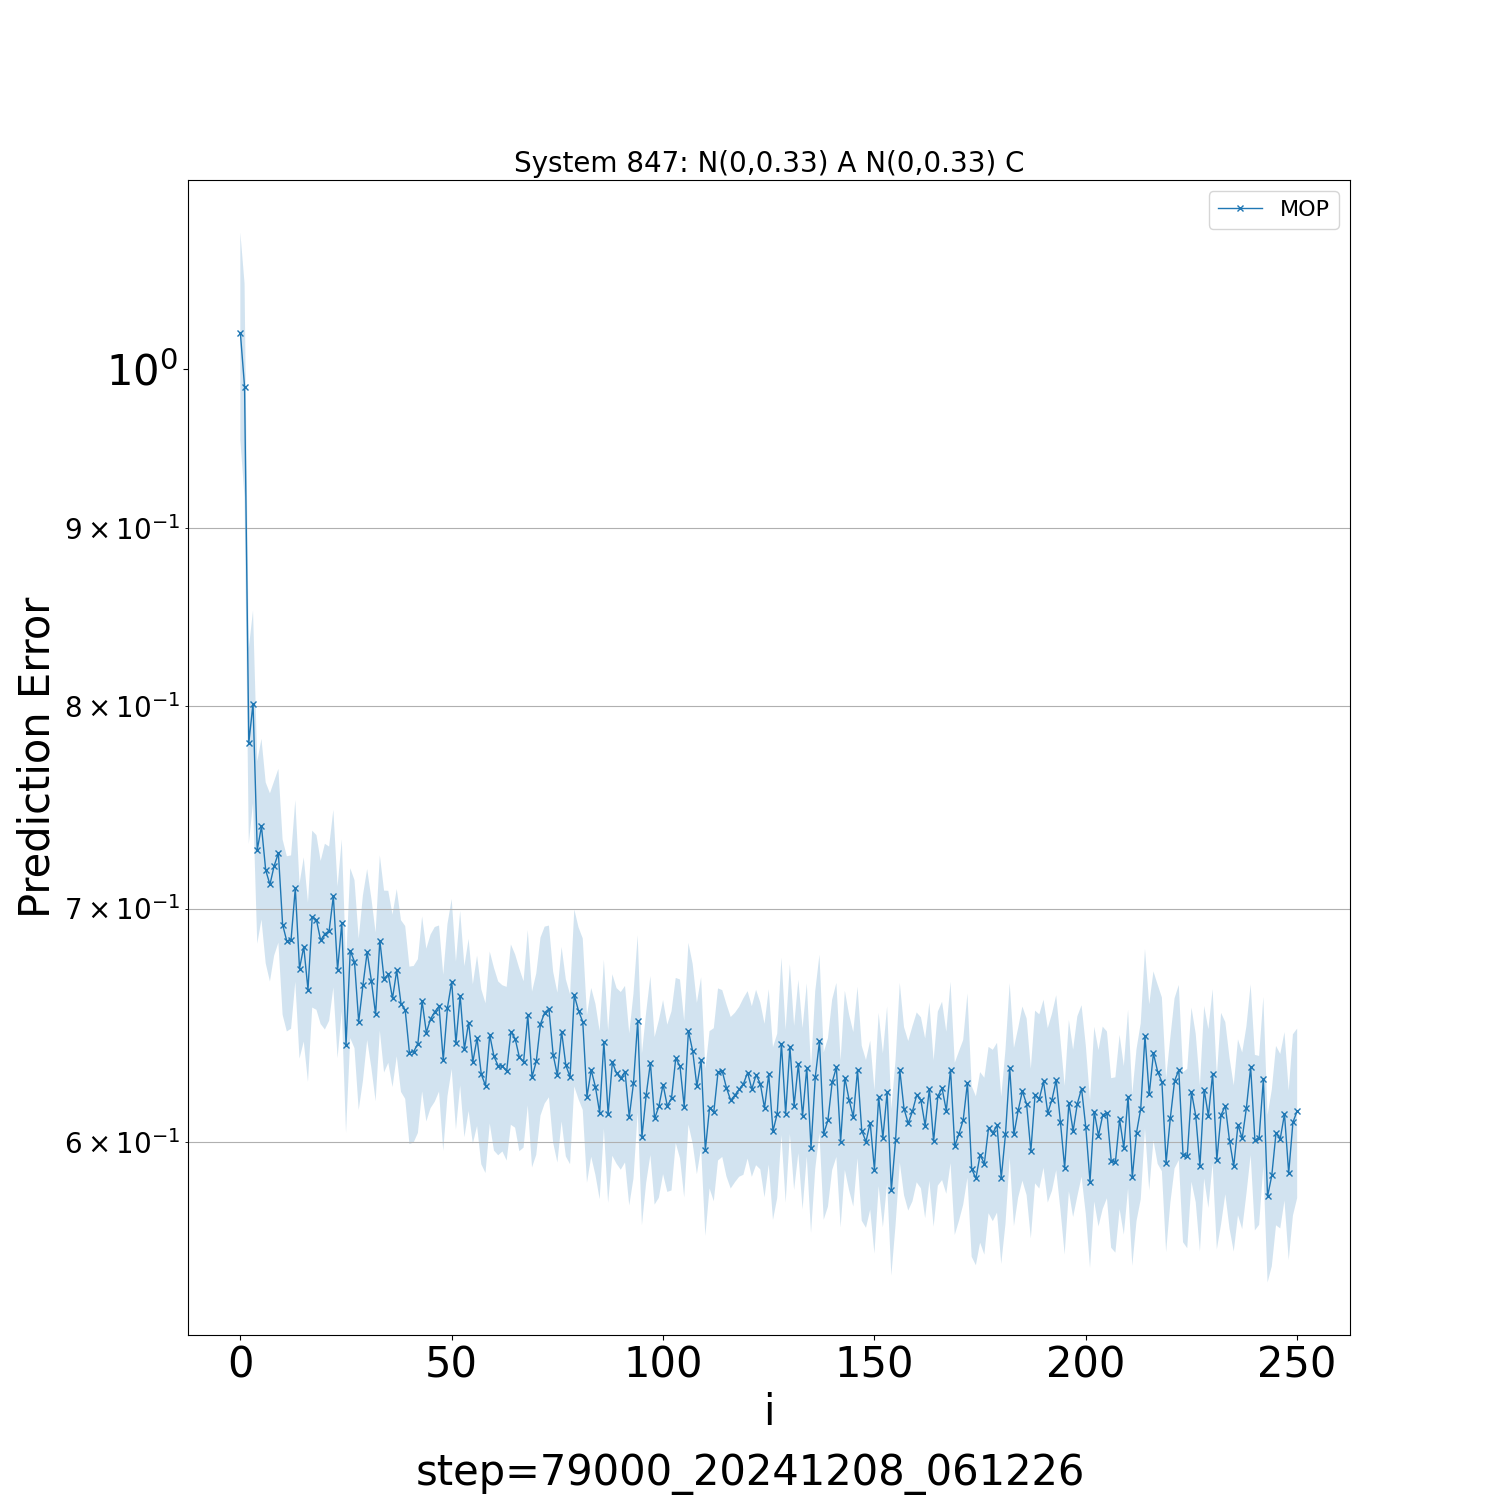 System 847: N(0,0.33) A N(0,0.33) C
MOP
10⁰
9 × 10⁻¹
8 × 10⁻¹
7 × 10⁻¹
6 × 10⁻¹
Prediction Error
0 50 100 150 200 250
i
step=79000_20241208_061226